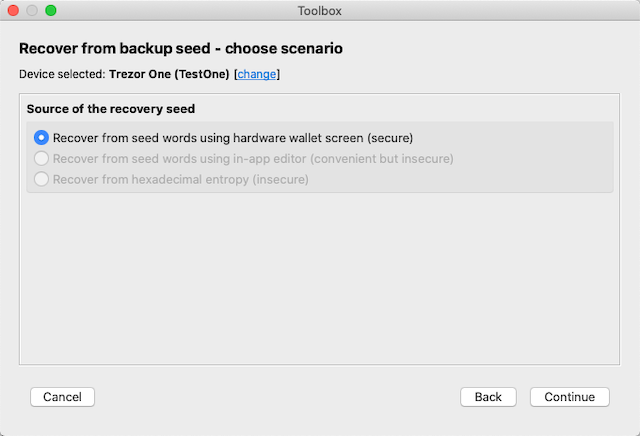 Toolbox
Recover from backup seed - choose scenario
Device selected: Trezor One (TestOne) [change]
Source of the recovery seed
Recover from seed words using hardware wallet screen (secure)
Recover from seed words using in-app editor (convenient but insecure)
Recover from hexadecimal entropy (insecure)
Cancel Back Continue